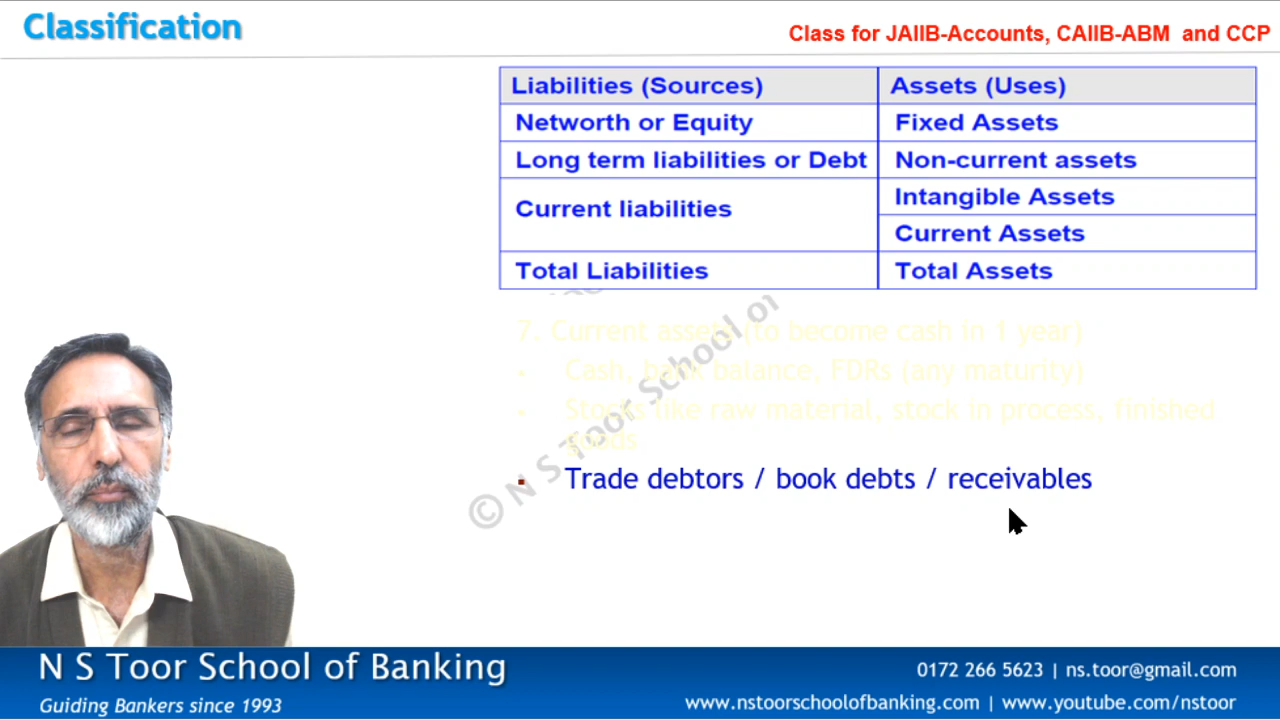 Classification
Class for JAIIB-Accounts, CAIIB-ABM and CCP
Liabilities (Sources)
Assets (Uses)
Networth or Equity
Fixed Assets
Long term liabilities or Debt
Non-current assets
Current liabilities
Intangible Assets
Current Assets
Total Liabilities
Total Assets
7. Current assets (to become cash in 1 year)
Cash, bank balance, FDRs (any maturity)
Stocks like raw material, stock in process, finished
goods
Trade debtors / book debts / receivables
© N S Toor School of
N S Toor School of Banking
Guiding Bankers since 1993
0172 266 5623 | ns.toor@gmail.com
www.nstoorschoolofbanking.com | www.youtube.com/nstoor